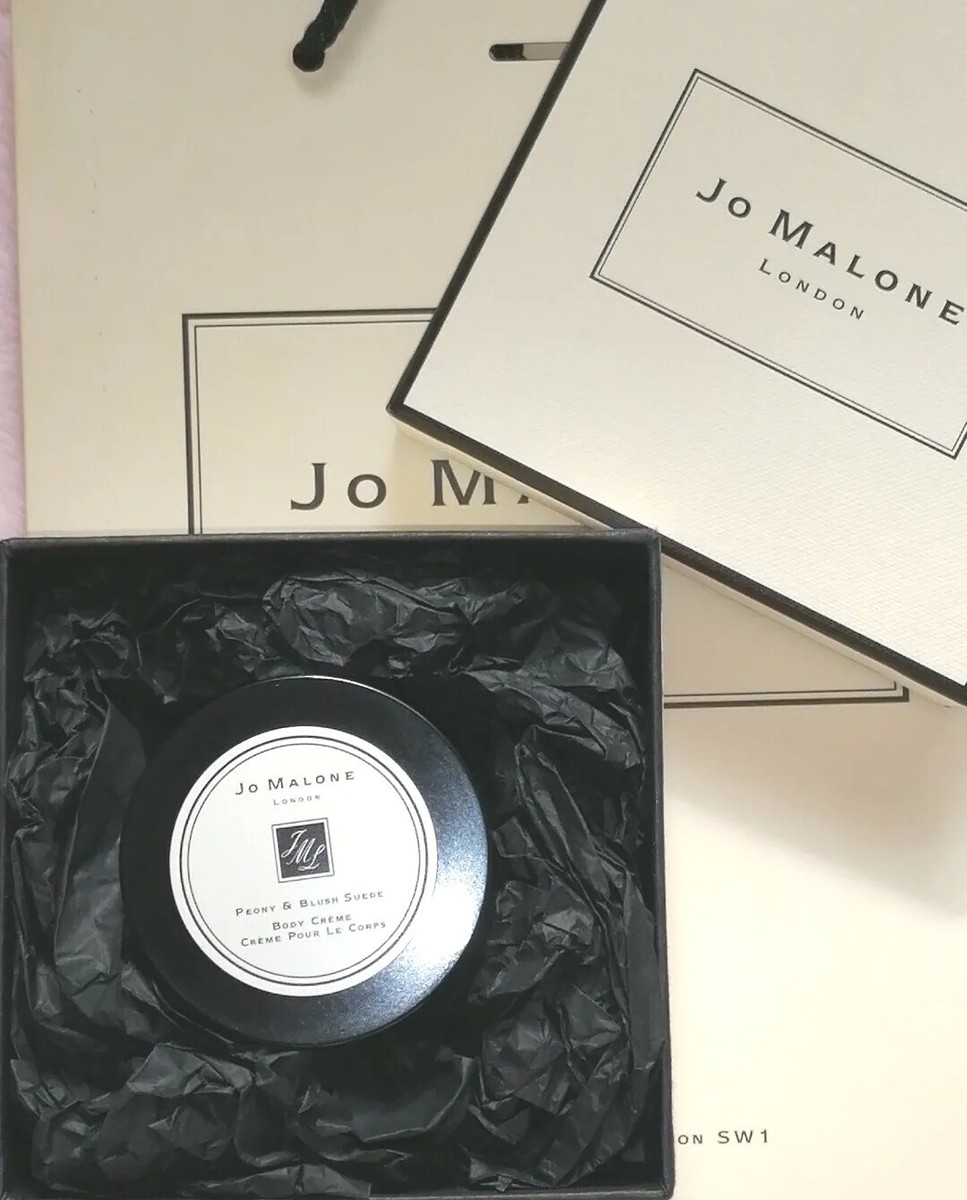 Jo Malone
London
Jo M
Jo Malone
London
JML
Peony & Blush Suede
Body Crème
Crème Pour Le Corps
on SW1